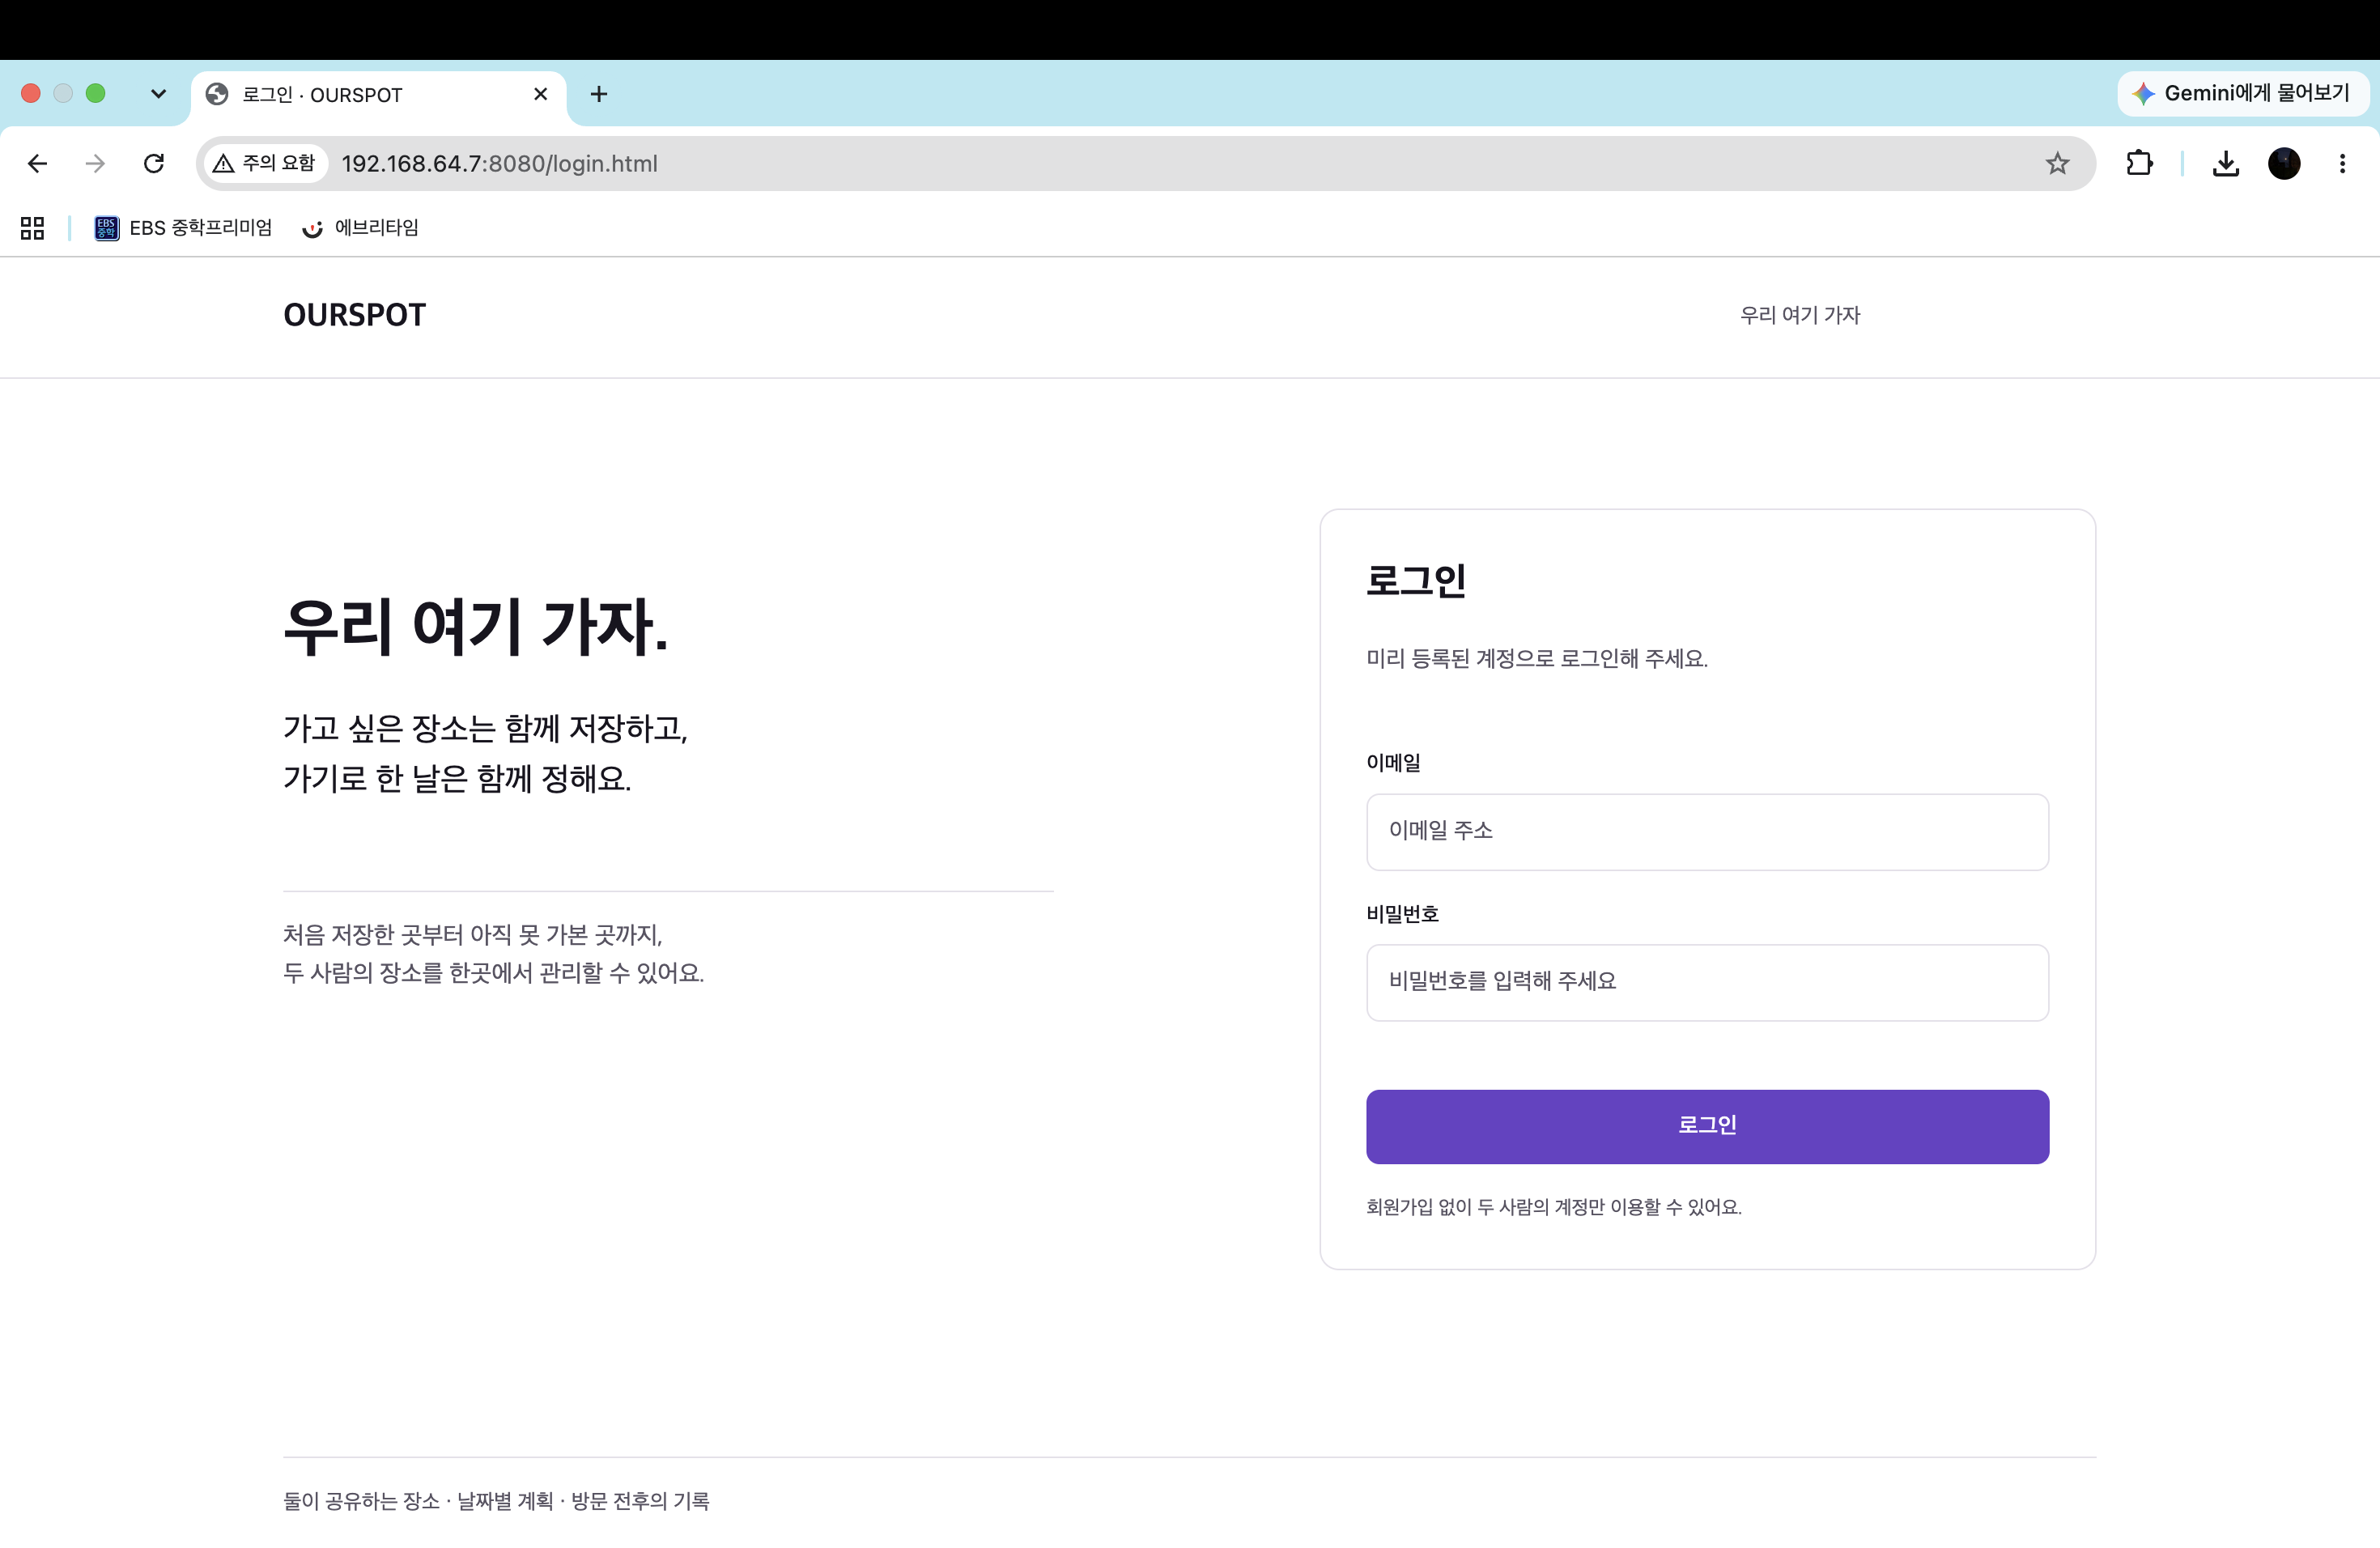 로그인 · OURSPOT
Gemini에게 물어보기
주의 요함 192.168.64.7:8080/login.html
EBS 중학 EBS 중학프리미엄 에브리타임
OURSPOT
우리 여기 가자
우리 여기 가자.
가고 싶은 장소는 함께 저장하고,
가기로 한 날은 함께 정해요.
처음 저장한 곳부터 아직 못 가본 곳까지,
두 사람의 장소를 한곳에서 관리할 수 있어요.
로그인
미리 등록된 계정으로 로그인해 주세요.
이메일
이메일 주소
비밀번호
비밀번호를 입력해 주세요
로그인
회원가입 없이 두 사람의 계정만 이용할 수 있어요.
둘이 공유하는 장소 · 날짜별 계획 · 방문 전후의 기록